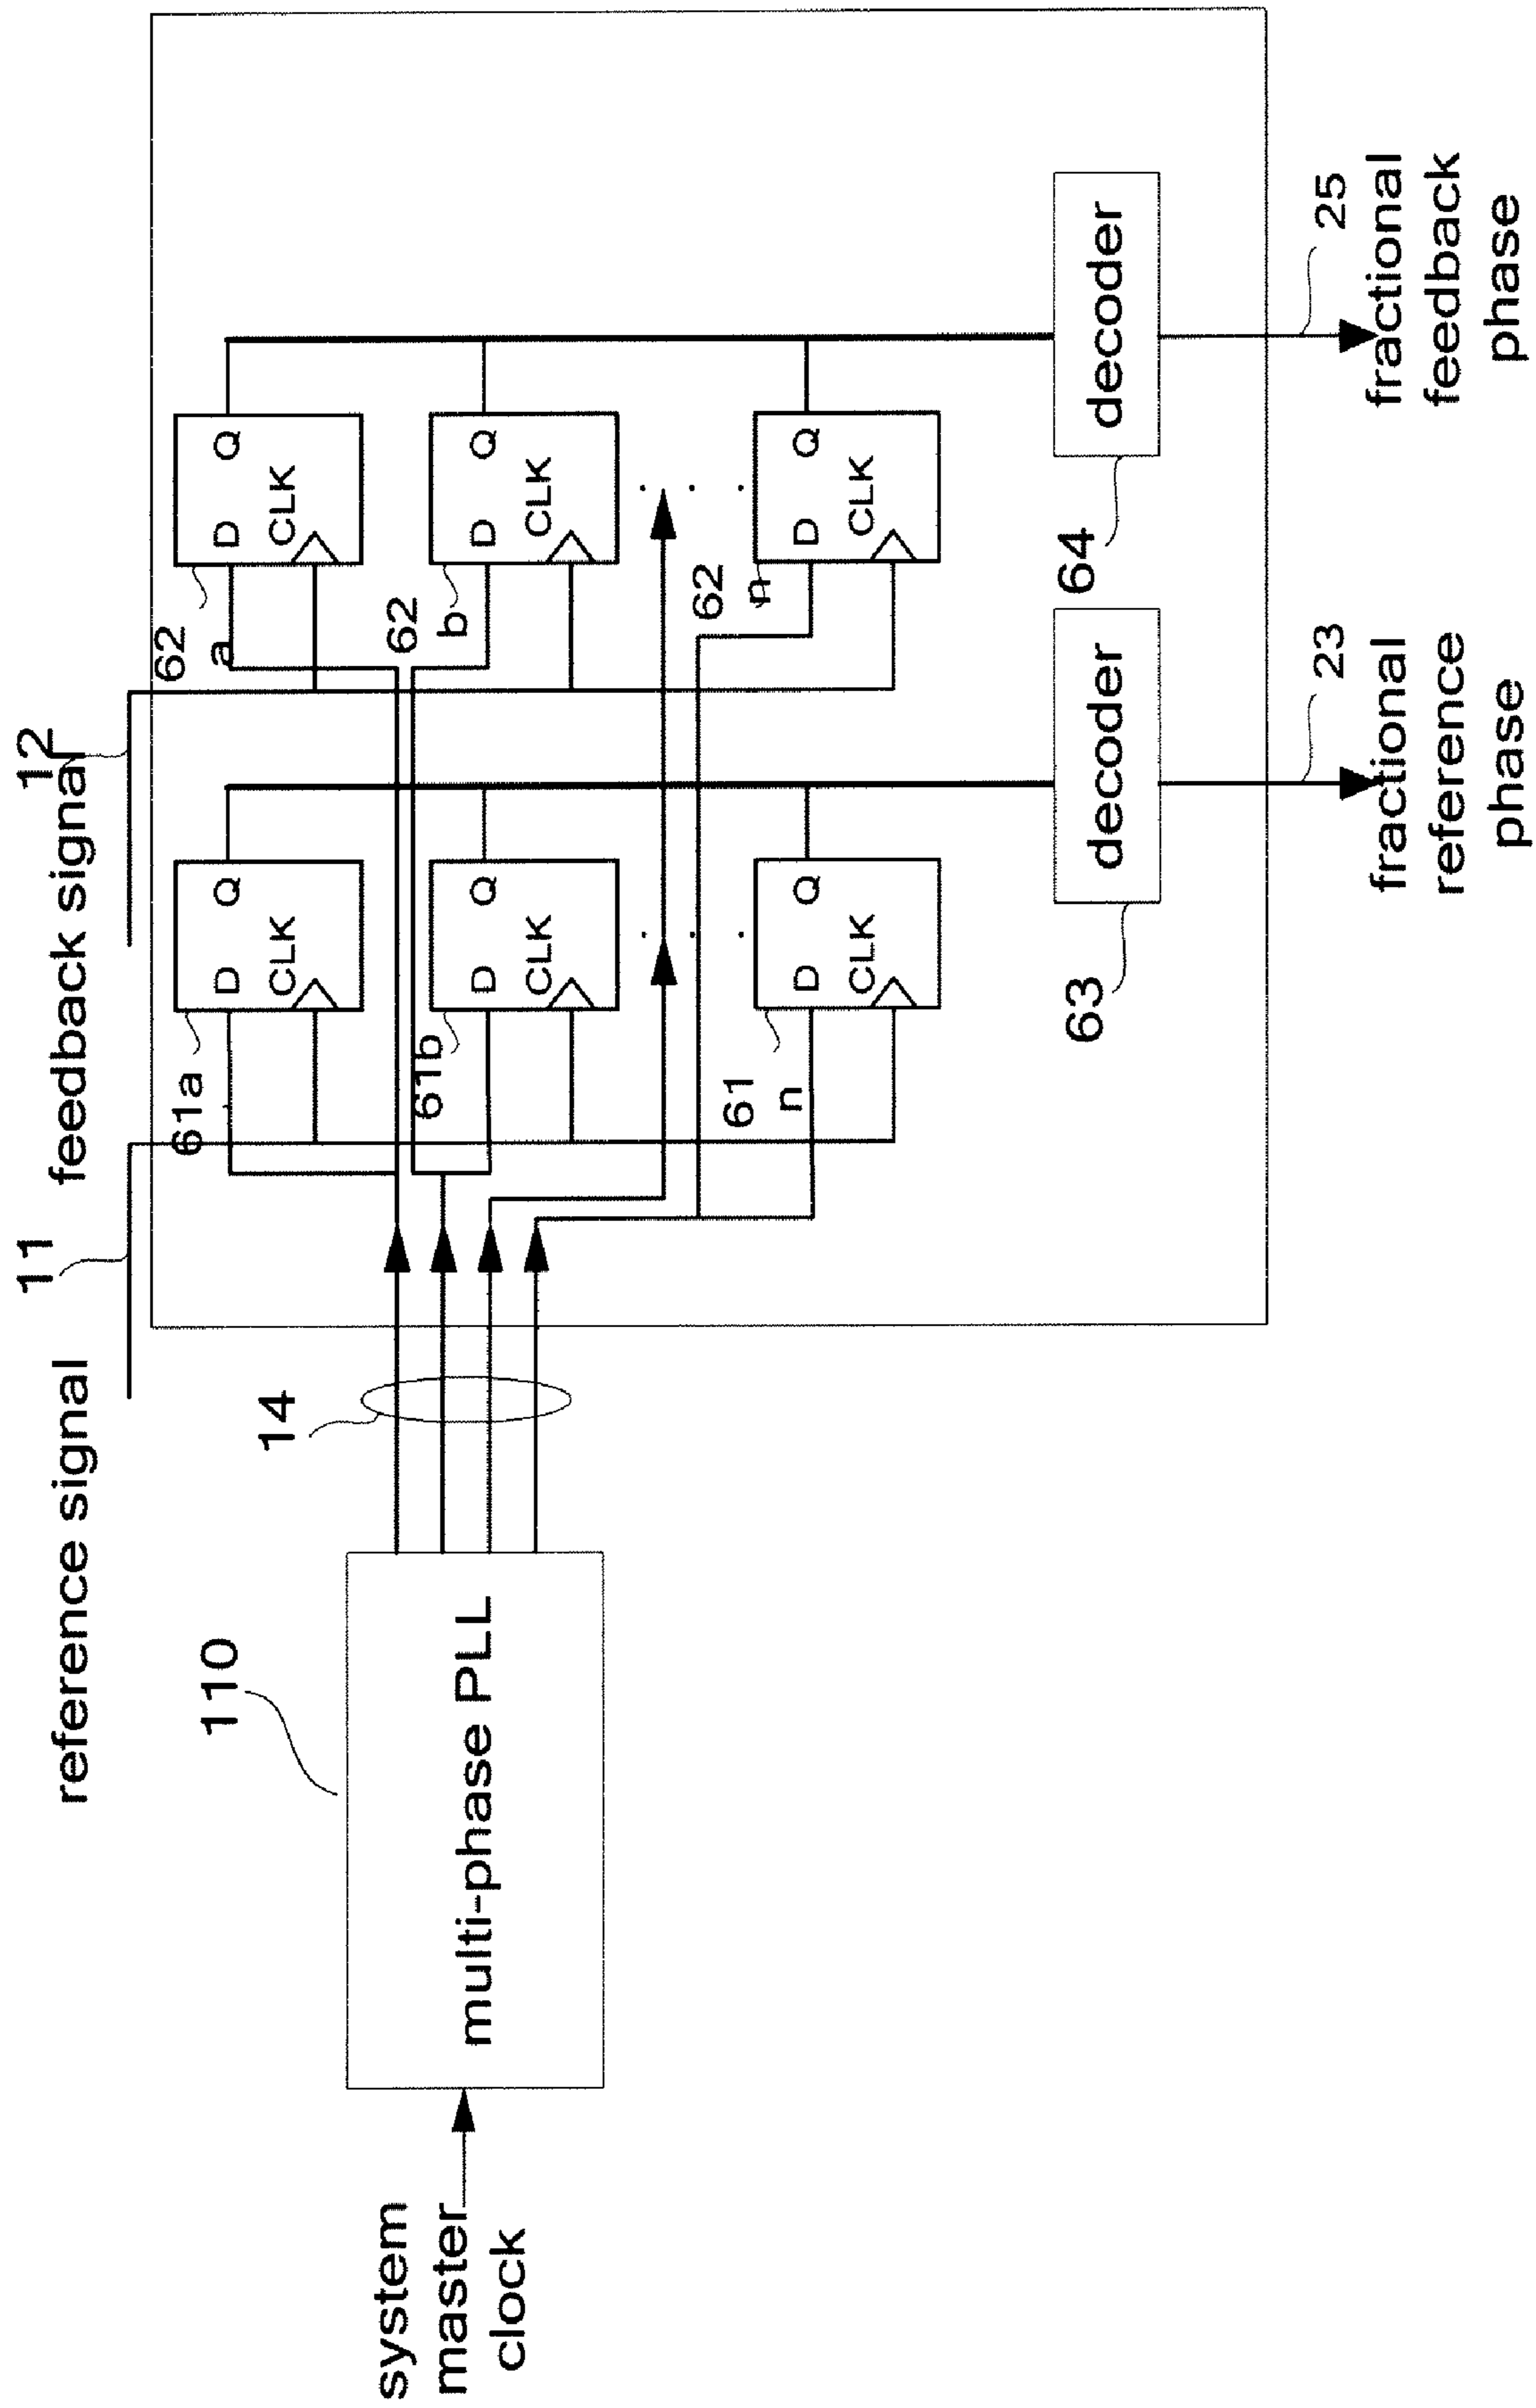 reference signal
11
feedback signal
12
system
master
clock
110
multi-phase PLL
14
61a
D Q
CLK
61b
D Q
CLK
61
n
D Q
CLK
62
a
D Q
CLK
62
b
D Q
CLK
62
n
D Q
CLK
63
decoder
64
decoder
23
fractional
reference
phase
25
fractional
feedback
phase